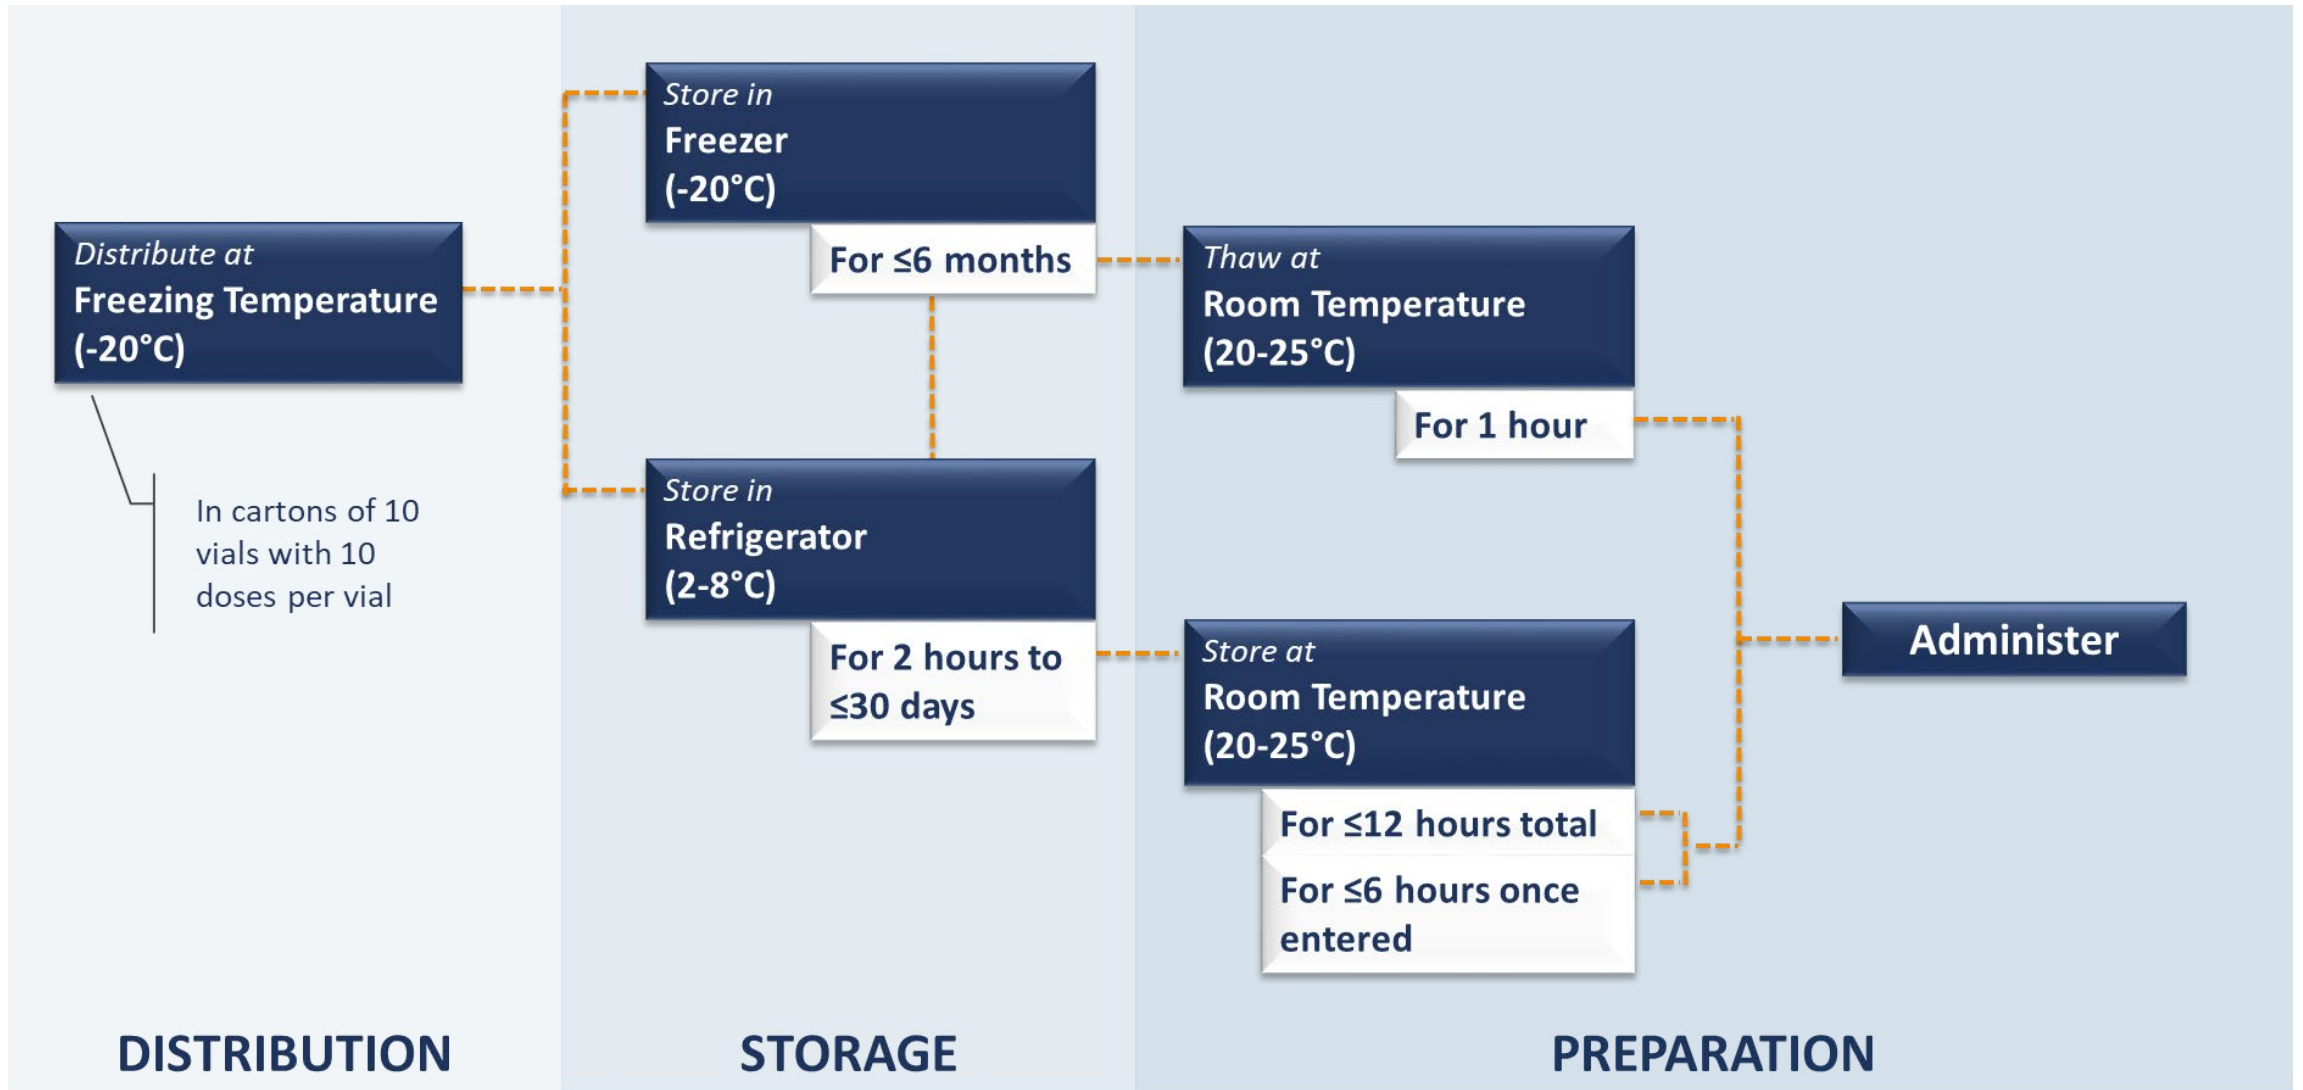 Distribute at
Freezing Temperature
(-20°C)
In cartons of 10
vials with 10
doses per vial
DISTRIBUTION
Store in
Freezer
(-20°C)
For ≤6 months
Store in
Refrigerator
(2-8°C)
For 2 hours to
≤30 days
STORAGE
Thaw at
Room Temperature
(20-25°C)
For 1 hour
Store at
Room Temperature
(20-25°C)
For ≤12 hours total
For ≤6 hours once
entered
Administer
PREPARATION